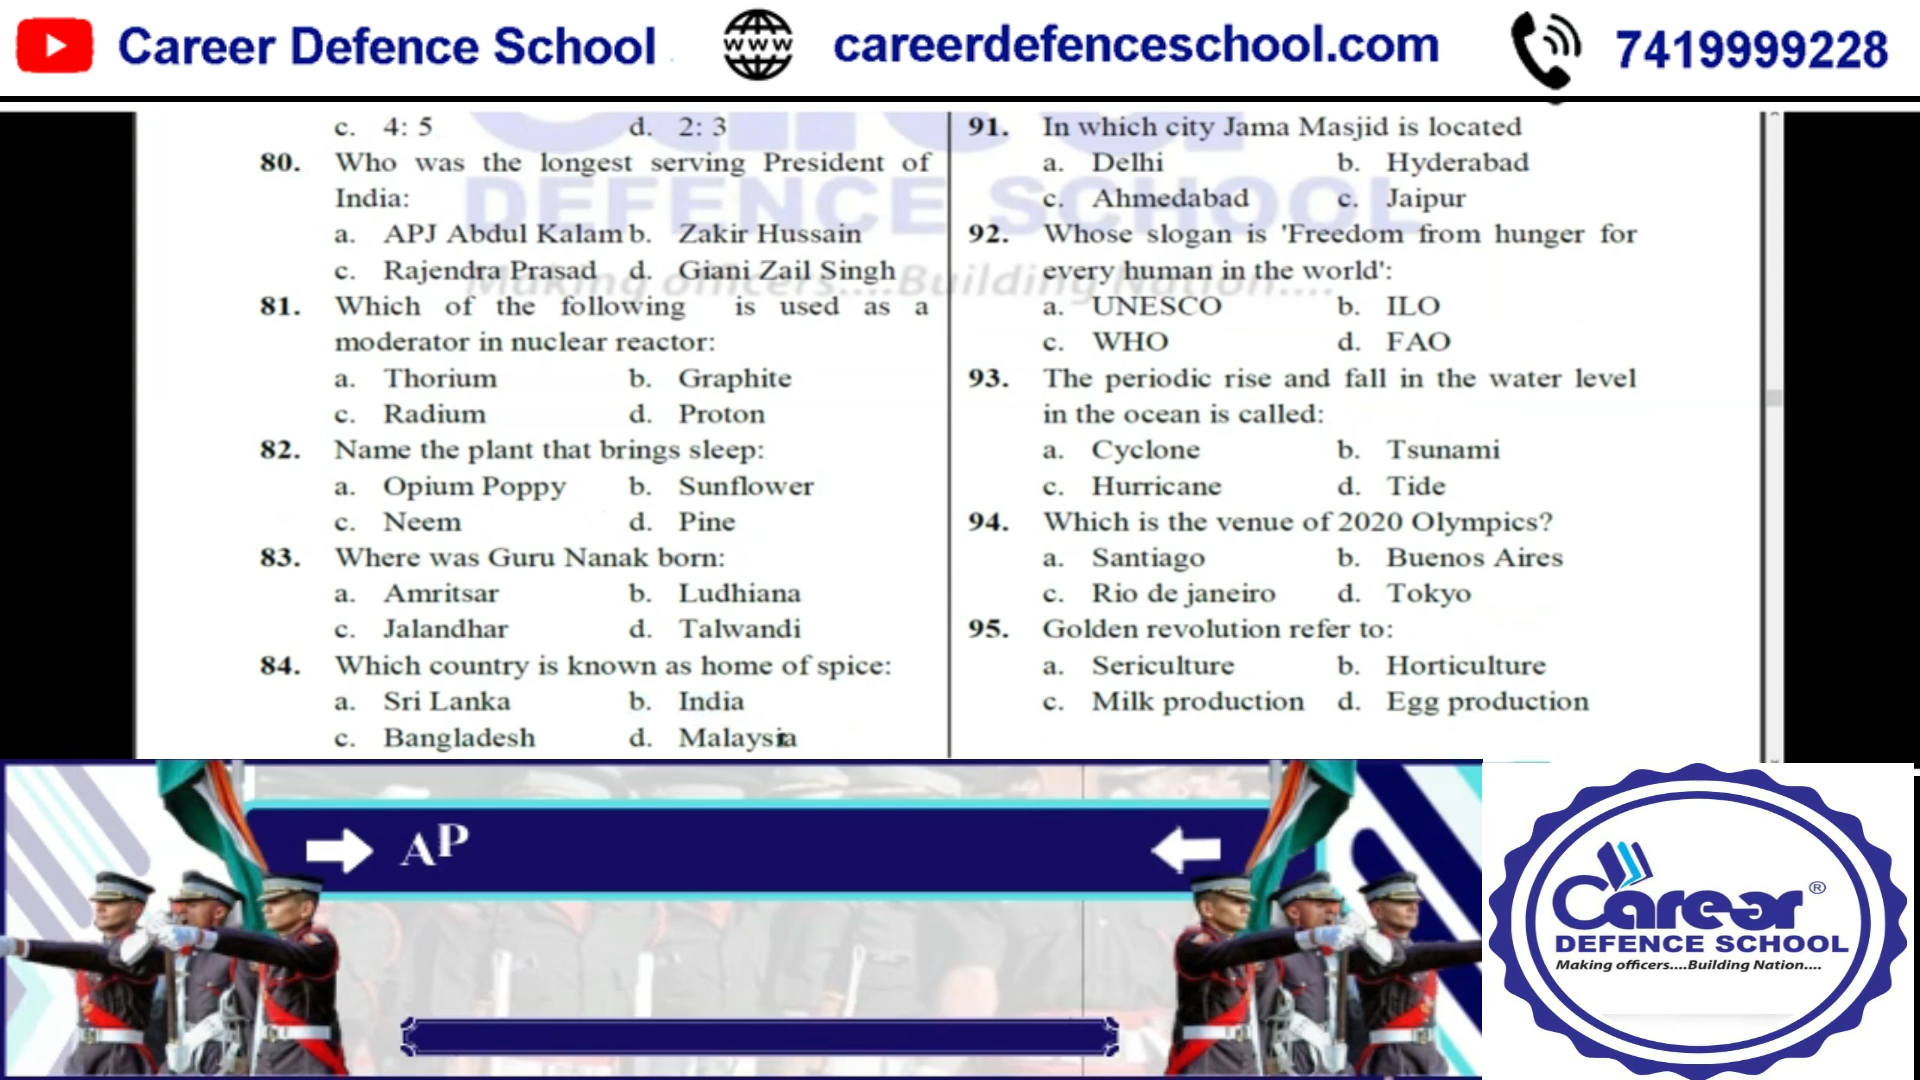 Career Defence School
www
careerdefenceschool.com
7419999228
c. 4: 5 d. 2: 3
80. Who was the longest serving President of
India:
a. APJ Abdul Kalam b. Zakir Hussain
c. Rajendra Prasad d. Giani Zail Singh
81. Which of the following is used as a
moderator in nuclear reactor:
a. Thorium b. Graphite
c. Radium d. Proton
82. Name the plant that brings sleep:
a. Opium Poppy b. Sunflower
c. Neem d. Pine
83. Where was Guru Nanak born:
a. Amritsar b. Ludhiana
c. Jalandhar d. Talwandi
84. Which country is known as home of spice:
a. Sri Lanka b. India
c. Bangladesh d. Malaysia
91. In which city Jama Masjid is located
a. Delhi b. Hyderabad
c. Ahmedabad c. Jaipur
92. Whose slogan is 'Freedom from hunger for
every human in the world':
a. UNESCO b. ILO
c. WHO d. FAO
93. The periodic rise and fall in the water level
in the ocean is called:
a. Cyclone b. Tsunami
c. Hurricane d. Tide
94. Which is the venue of 2020 Olympics?
a. Santiago b. Buenos Aires
c. Rio de janeiro d. Tokyo
95. Golden revolution refer to:
a. Sericulture b. Horticulture
c. Milk production d. Egg production
DEFENCE SCHOOL
Making officers....Building Nation....
AP
Career ®
DEFENCE SCHOOL
Making officers....Building Nation....